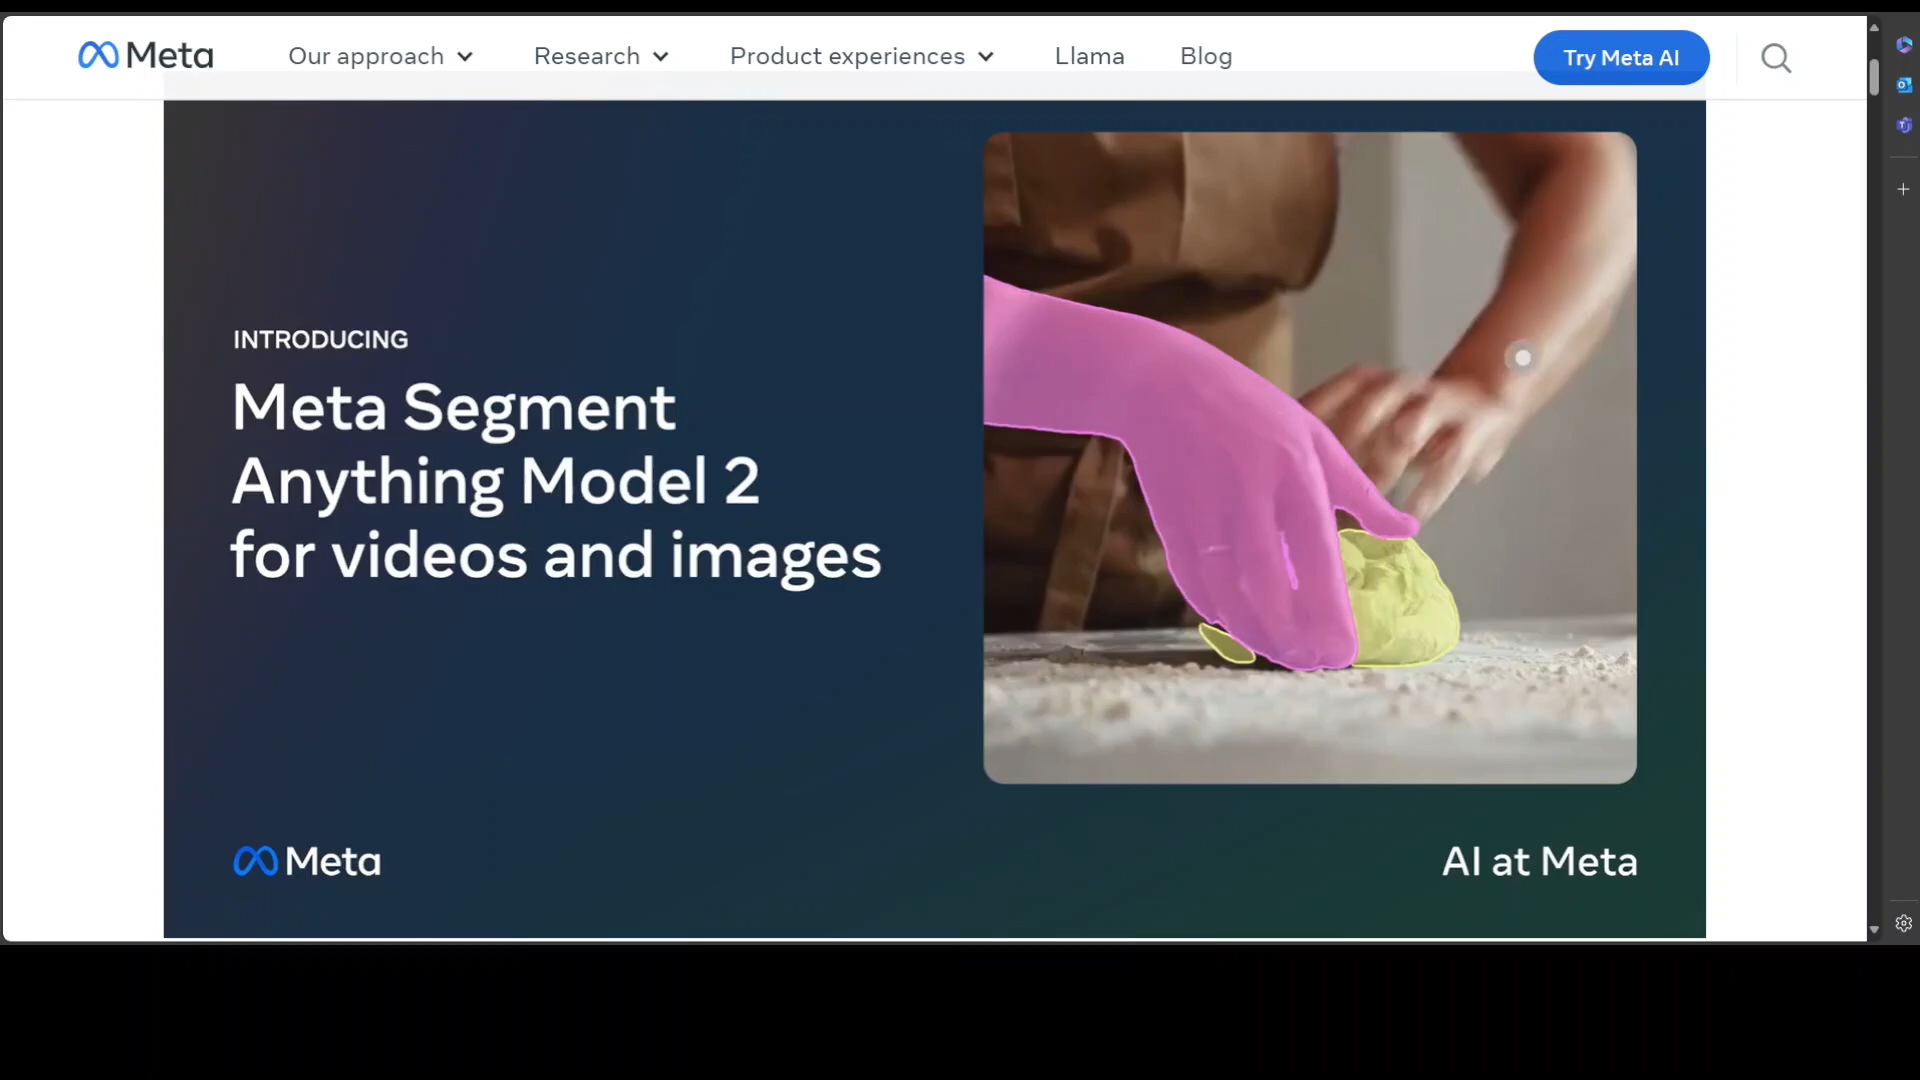 Meta
Our approach
Research
Product experiences
Llama
Blog
Try Meta AI
INTRODUCING
Meta Segment
Anything Model 2
for videos and images
Meta
AI at Meta